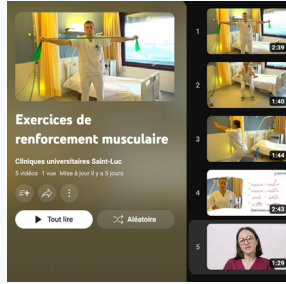 Exercices de
renforcement musculaire
Cliniques universitaires Saint-Luc
5 vidéos 1 vue Mise à jour il y a 5 jours
Tout lire
Aléatoire
1
2:39
2
1:40
3
1:44
4
2:43
5
1:29